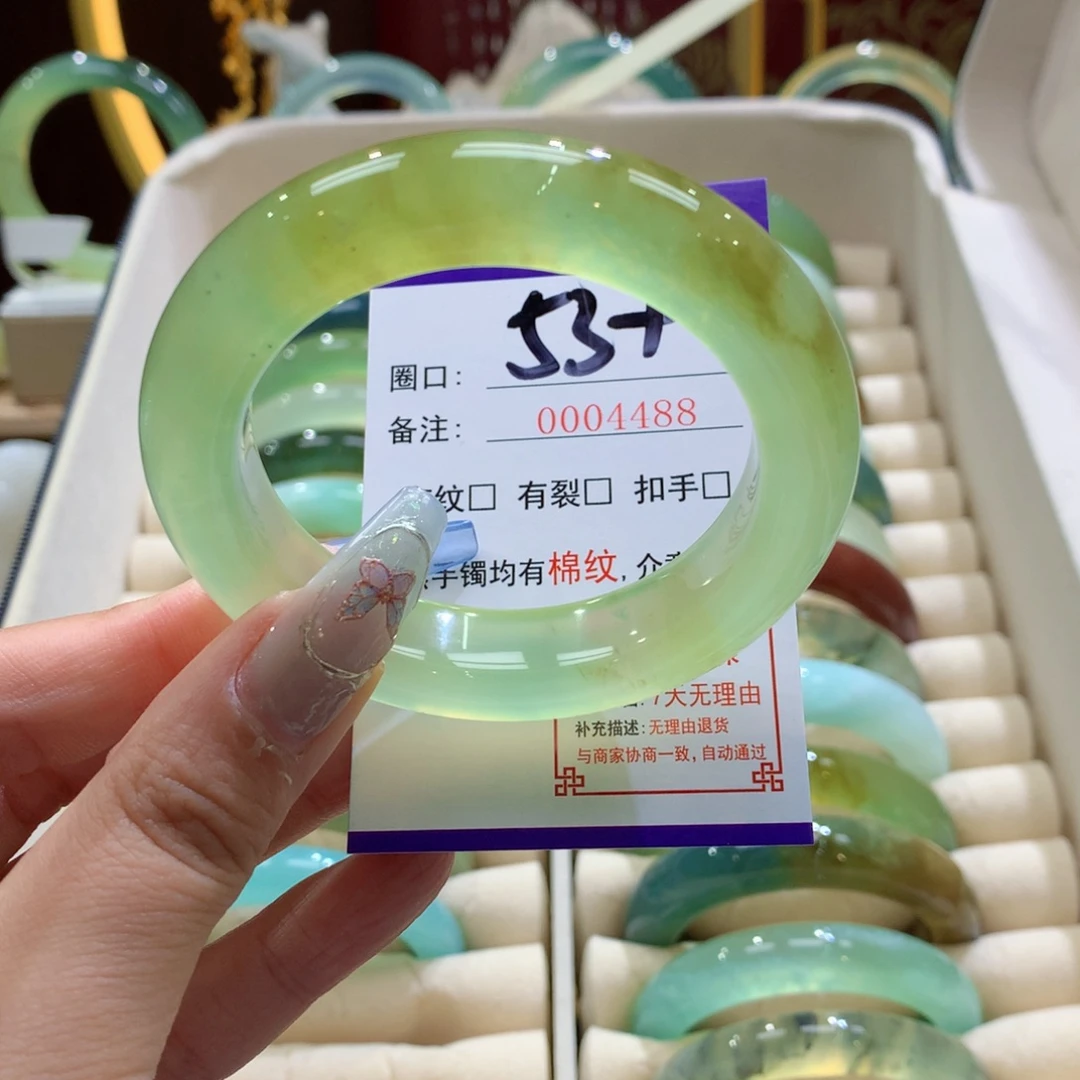 圈口: 53+
备注: 0004488
纹□ 有裂□ 扣手□
手镯均有棉纹, 介
7天无理由
补充描述: 无理由退货
与商家协商一致, 自动通过